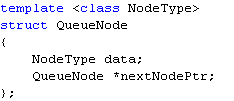 template <class NodeType>
struct QueueNode
{
    NodeType data;
    QueueNode *nextNodePtr;
};